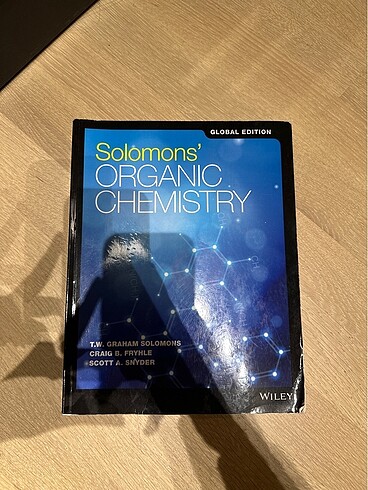 GLOBAL EDITION
Solomons'
ORGANIC
CHEMISTRY
T.W. GRAHAM SOLOMONS
CRAIG B. FRYHLE
SCOTT A. SNYDER
WILEY